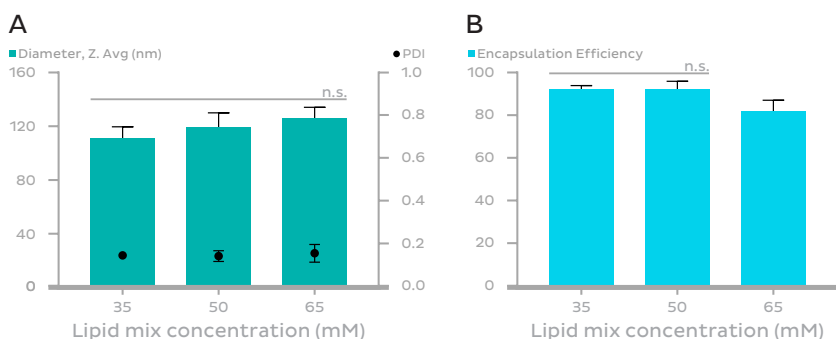 A
Diameter, Z. Avg (nm)
PDI
160
120
80
40
0
n.s.
1.0
0.8
0.6
0.4
0.2
0.0
35
50
65
Lipid mix concentration (mM)
B
Encapsulation Efficiency
100
80
60
40
20
0
n.s.
35
50
65
Lipid mix concentration (mM)